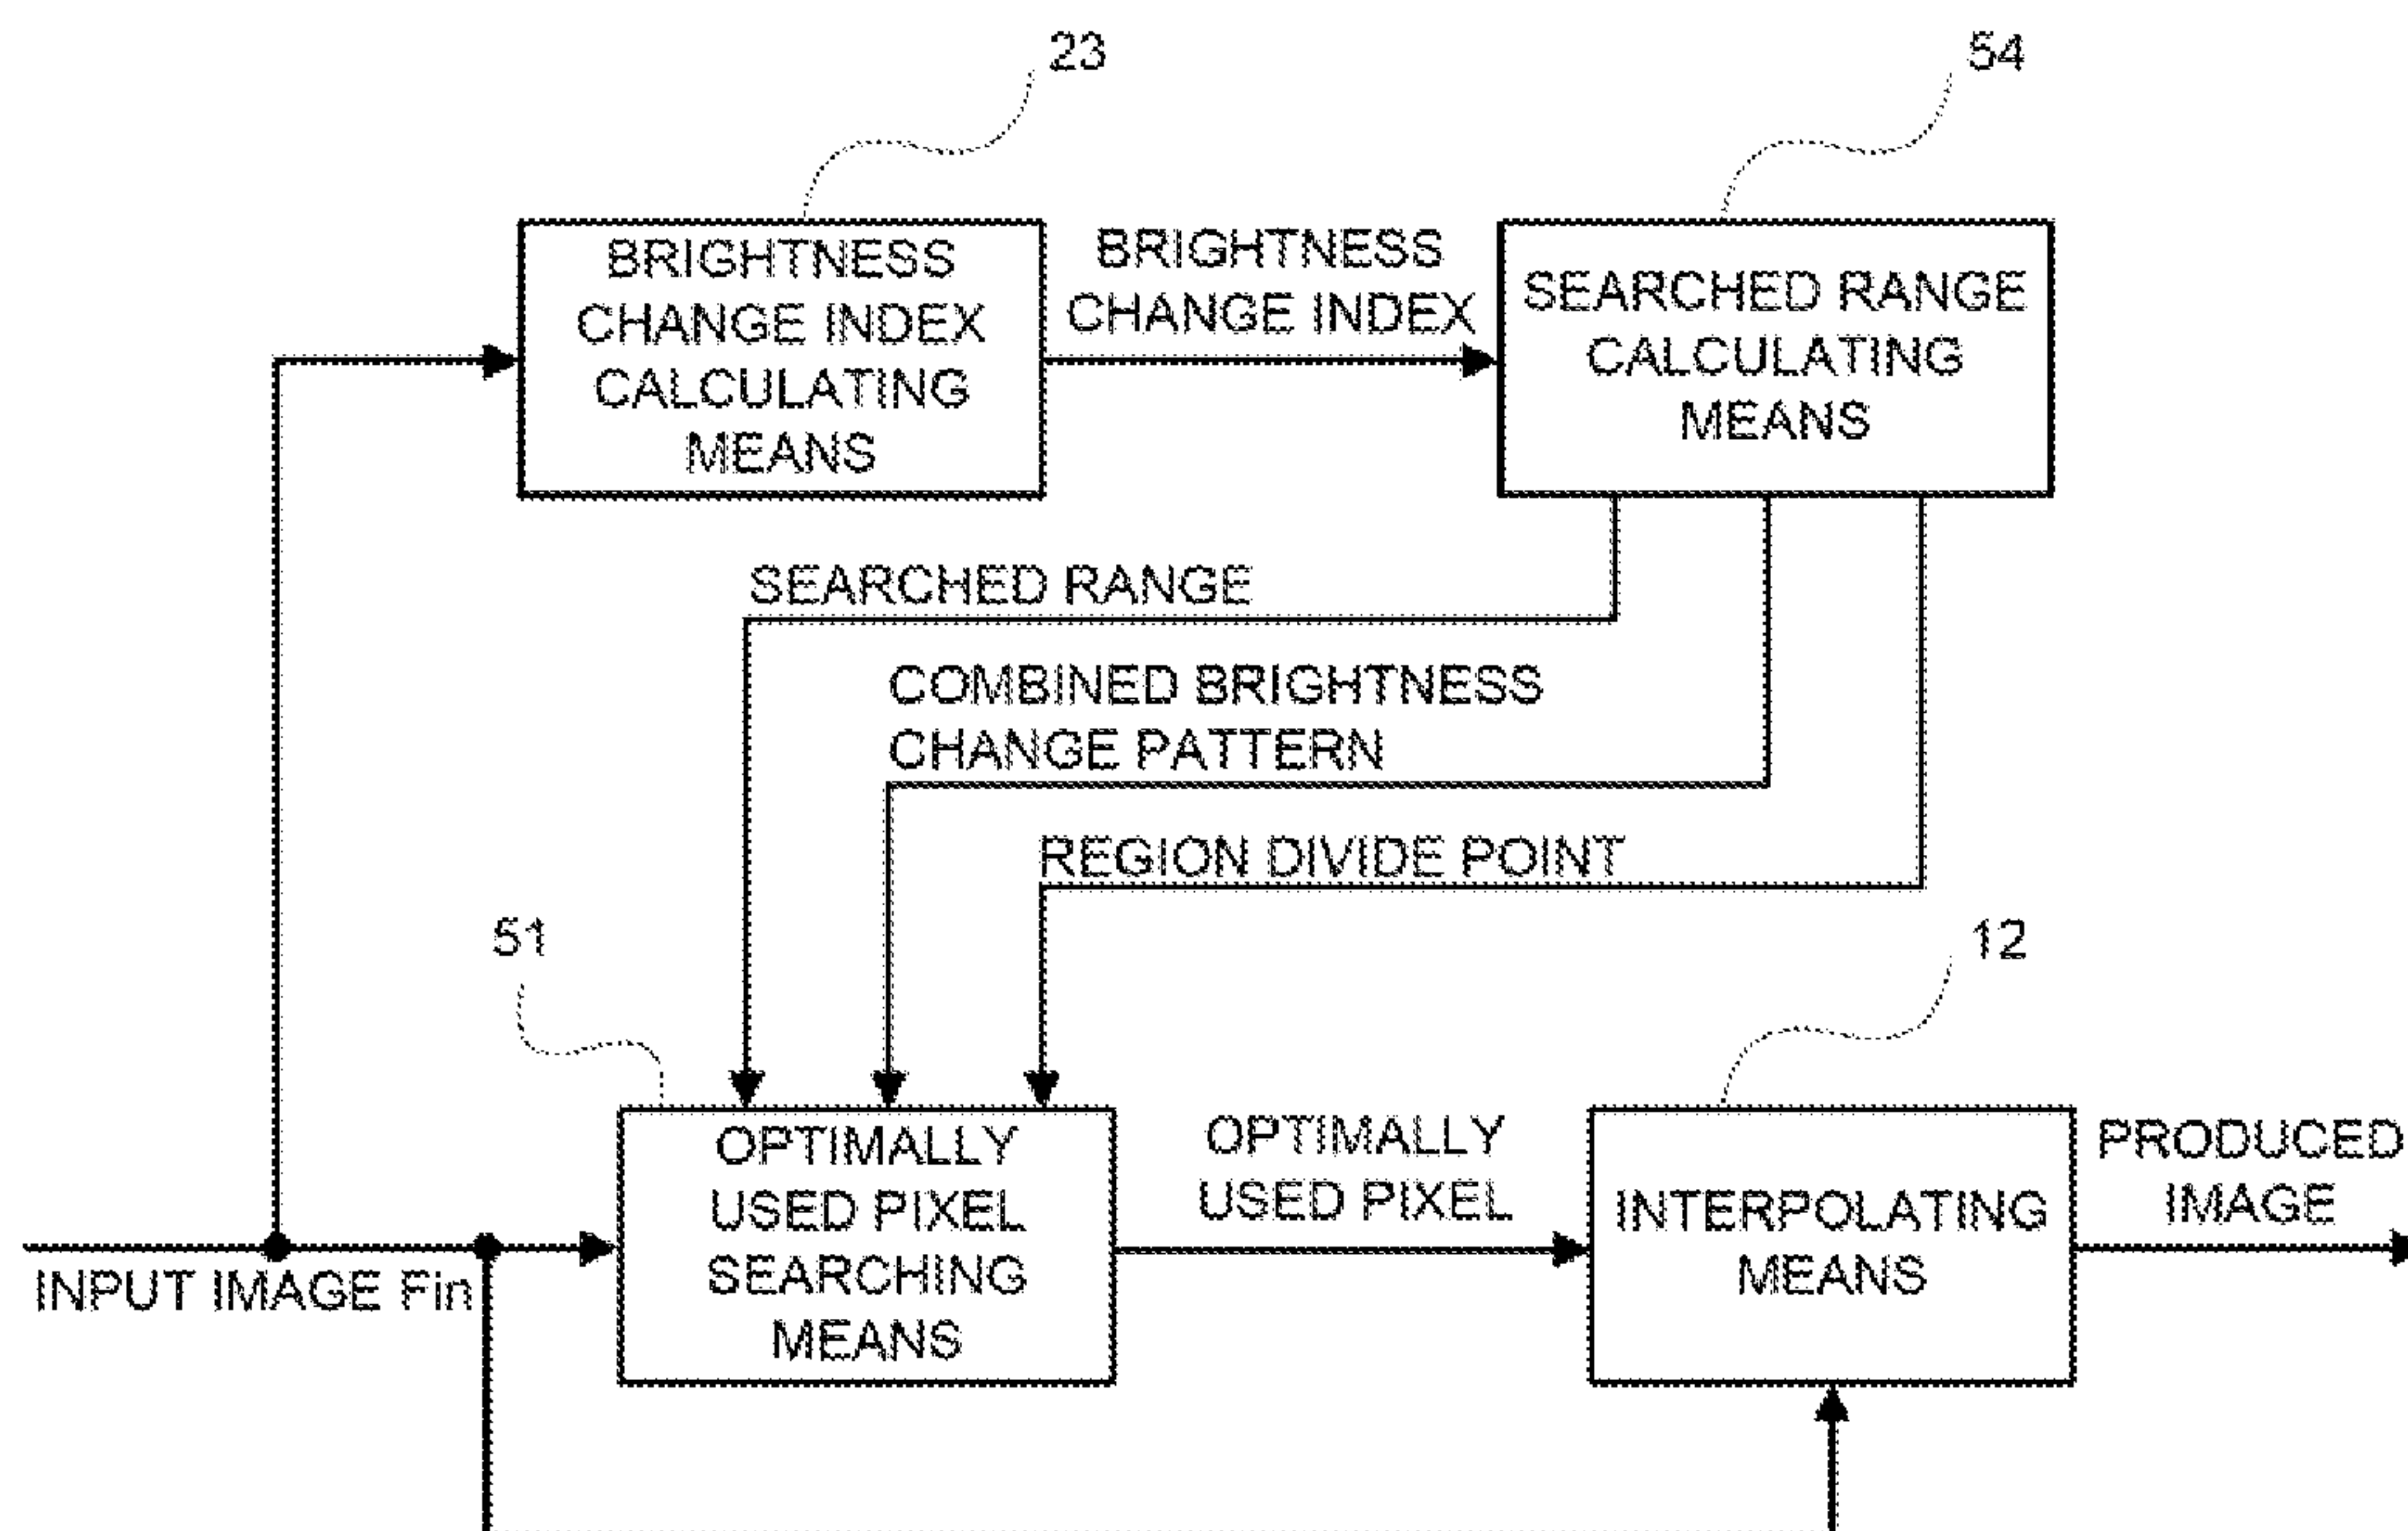 23
54
BRIGHTNESS
CHANGE INDEX
CALCULATING
MEANS
BRIGHTNESS
CHANGE INDEX
SEARCHED RANGE
CALCULATING
MEANS
SEARCHED RANGE
COMBINED BRIGHTNESS
CHANGE PATTERN
REGION DIVIDE POINT
51
12
OPTIMALLY
USED PIXEL
SEARCHING
MEANS
OPTIMALLY
USED PIXEL
INTERPOLATING
MEANS
PRODUCED
IMAGE
INPUT IMAGE Fin